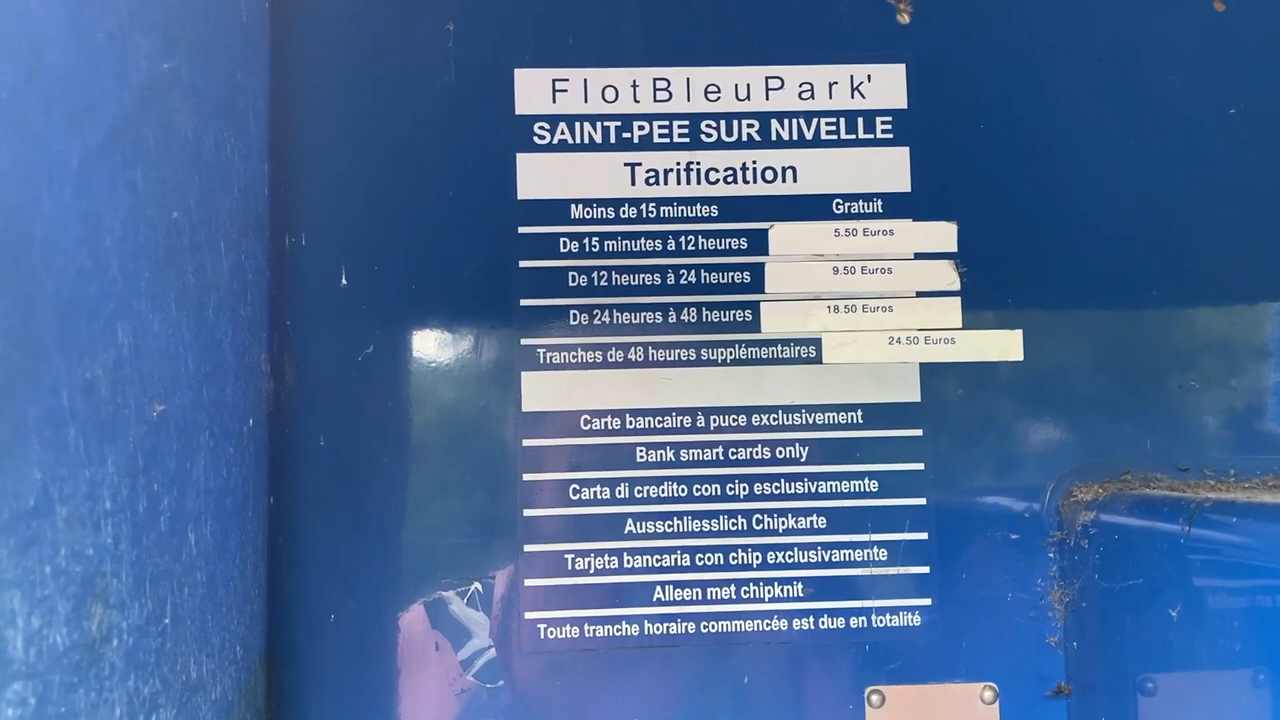 FlotBleuPark'
SAINT-PEE SUR NIVELLE
Tarification
Moins de 15 minutes Gratuit
De 15 minutes à 12 heures 5.50 Euros
De 12 heures à 24 heures 9.50 Euros
De 24 heures à 48 heures 18.50 Euros
Tranches de 48 heures supplémentaires 24.50 Euros
Carte bancaire à puce exclusivement
Bank smart cards only
Carta di credito con cip esclusivamemte
Ausschliesslich Chipkarte
Tarjeta bancaria con chip exclusivamente
Alleen met chipknit
Toute tranche horaire commencée est due en totalité